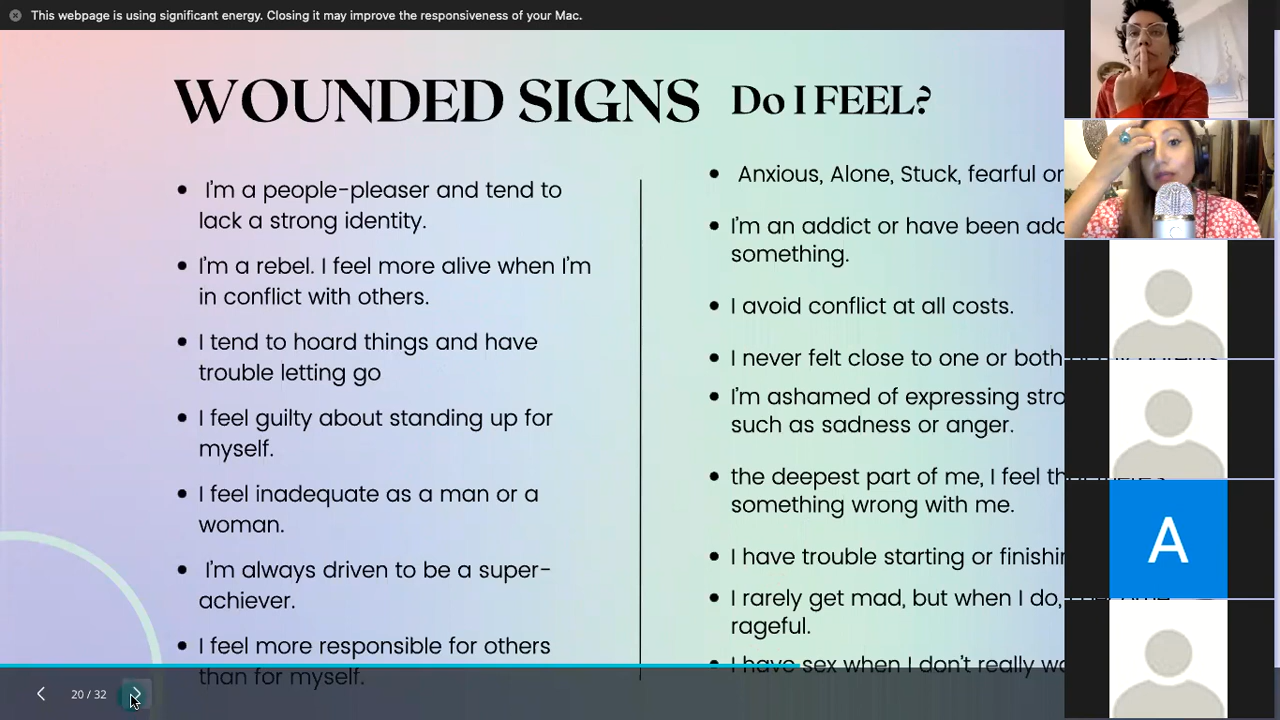 This webpage is using significant energy. Closing it may improve the responsiveness of your Mac.
WOUNDED SIGNS
I'm a people-pleaser and tend to
lack a strong identity.
I'm a rebel. I feel more alive when I'm
in conflict with others.
I tend to hoard things and have
trouble letting go
I feel guilty about standing up for
myself.
I feel inadequate as a man or a
woman.
I'm always driven to be a super-
achiever.
I feel more responsible for others
than for myself.
Do I FEEL?
Anxious, Alone, Stuck, fearful or
I'm an addict or have been
something.
I avoid conflict at all costs.
I never felt close to one or both
I'm ashamed of expressing
such as sadness or anger.
the deepest part of me, I feel
something wrong with me.
I have trouble starting or
I rarely get mad, but when I do,
rageful.
I have sex when I don't really
20 / 32
A